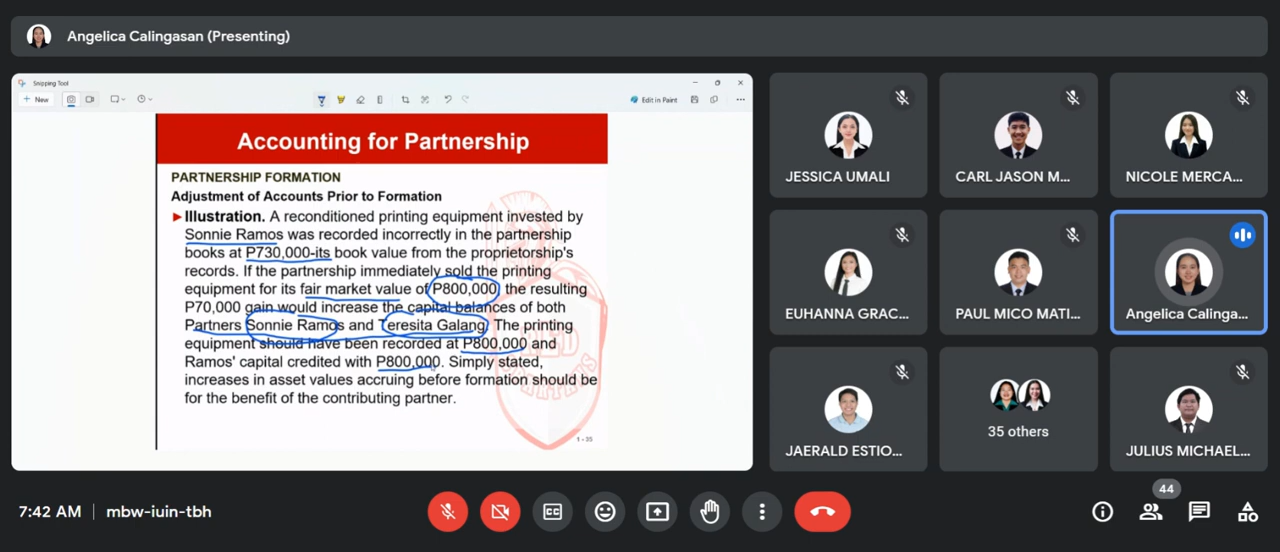 Angelica Calingasan (Presenting)
Snipping Tool
+ New
Edit in Paint
Accounting for Partnership
PARTNERSHIP FORMATION
Adjustment of Accounts Prior to Formation
Illustration. A reconditioned printing equipment invested by
Sonnie Ramos was recorded incorrectly in the partnership
books at P730,000-its book value from the proprietorship's
records. If the partnership immediately sold the printing
equipment for its fair market value of P800,000, the resulting
P70,000 gain would increase the capital balances of both
Partners Sonnie Ramos and Teresita Galang. The printing
equipment should have been recorded at P800,000 and
Ramos' capital credited with P800,000. Simply stated,
increases in asset values accruing before formation should be
for the benefit of the contributing partner.
RED
SPARTANS
1 - 35
JESSICA UMALI
CARL JASON M...
NICOLE MERCA...
EUHANNA GRAC...
PAUL MICO MATI...
Angelica Calinga...
JAERALD ESTIO...
35 others
JULIUS MICHAEL...
7:42 AM
mbw-iuin-tbh
CC
44